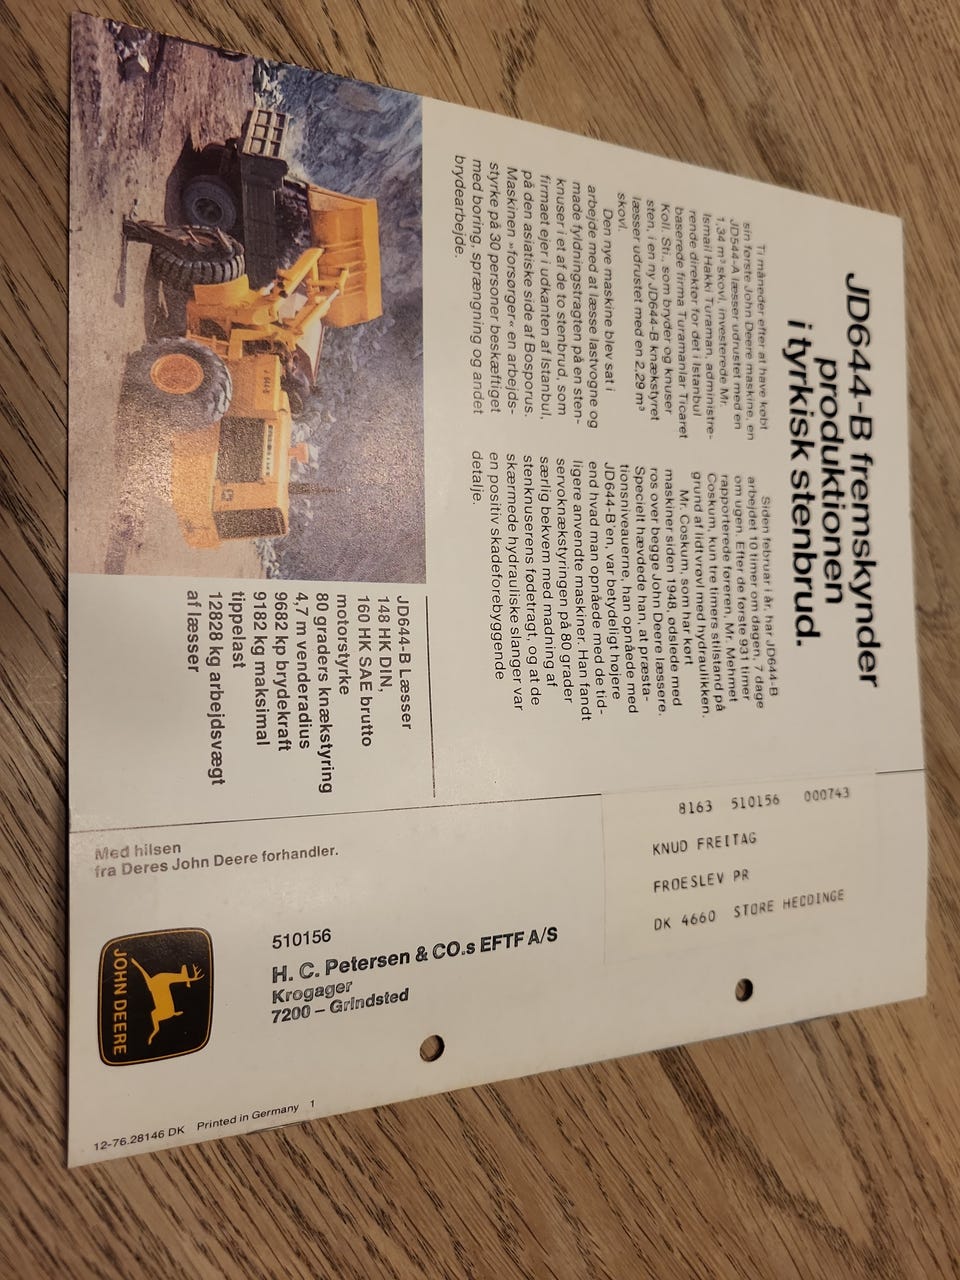 JD644-B fremskynder
produktionen
i tyrkisk stenbrud.
Ti måneder efter at have købt
sin første John Deere maskine, en
JD544-A læsser udrustet med en
1,34 m³ skovl, investerede Mr.
Ismail Hakki Turaman, administre-
rende direktør for det i Istanbul
baserede firma Turamanlar Ticaret
Koll. Sti., som bryder og knuser
sten, i en ny JD644-B knækstyret
læsser udrustet med en 2,29 m³
skovl.
Den nye maskine blev sat i
arbejde med at læsse lastvogne og
made fyldningstragten på en sten-
knuser i et af de to stenbrud, som
firmaet ejer i udkanten af Istanbul,
på den asiatiske side af Bosporus.
Maskinen »forsørger« en arbejds-
styrke på 30 personer beskæftiget
med boring, sprængning og andet
brydearbejde.
Siden februar i år, har JD644-B
arbejdet 10 timer om dagen, 7 dage
om ugen. Efter de første 931 timer
rapporterede føreren, Mr. Mehmet
Coskum, kun tre timers stilstand på
grund af lidt vrøvl med hydraulikken.
Mr. Coskum, som har kørt
maskiner siden 1948, ødslede med
ros over begge John Deere læssere.
Specielt hævdede han, at præsta-
tionsniveauerne, han opnåede med
JD644-B'en, var betydeligt højere
end hvad man opnåede med de tid-
ligere anvendte maskiner. Han fandt
servoknækstyringen på 80 grader
særlig bekvem med madning af
stenknuserens fødetragt, og at de
skærmede hydrauliske slanger var
en positiv skadeforebyggende
detalje.
JD644-B Læsser
148 HK DIN,
160 HK SAE brutto
motorstyrke
80 graders knækstyring
4,7 m venderadius
9682 kp brydekraft
9182 kg maksimal
tippelast
12828 kg arbejdsvægt
af læsser
J 644-B
Med hilsen
fra Deres John Deere forhandler.
JOHN DEERE
510156
H. C. Petersen & CO.s EFTF A/S
Krogager
7200 – Grindsted
8163 510156 000743
KNUD FREITAG
FROESLEV PR
DK 4660 STORE HEDDINGE
12-76.28146 DK Printed in Germany 1